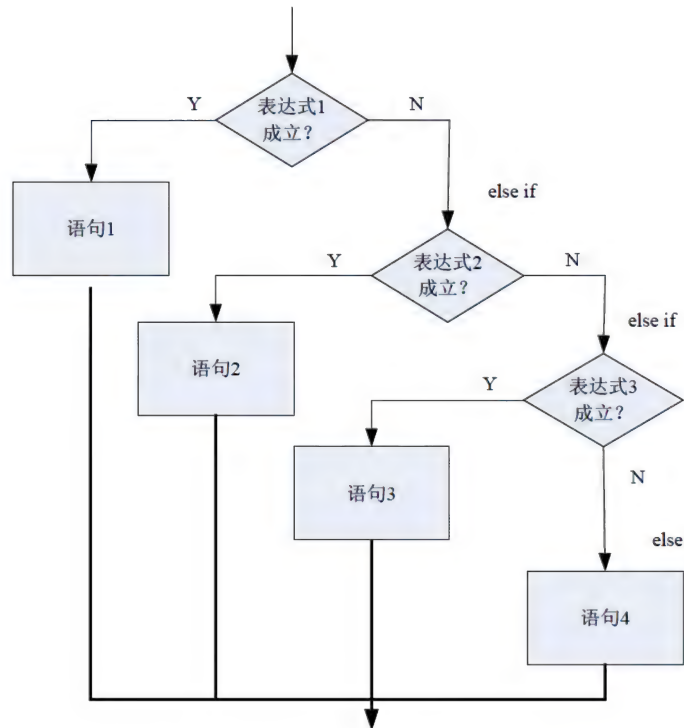 Y
表达式1
成立?
N
语句1
else if
Y
表达式2
成立?
N
语句2
else if
Y
表达式3
成立?
语句3
N
else
语句4